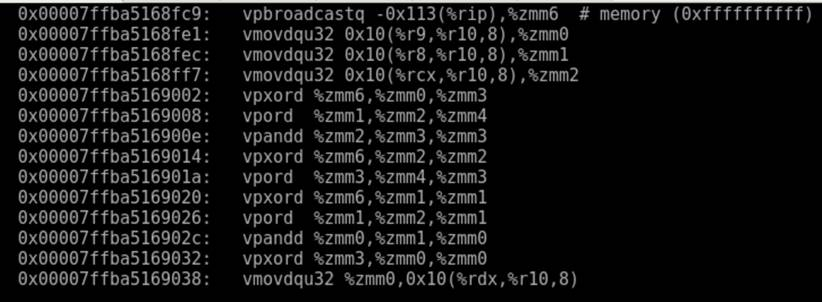 0x00007ffba5168fc9: vpbroadcastq -0x113(%rip),%zmm6 # memory (0xffffffffff)
0x00007ffba5168fe1: vmovdqu32 0x10(%r9,%r10,8),%zmm0
0x00007ffba5168fec: vmovdqu32 0x10(%r8,%r10,8),%zmm1
0x00007ffba5168ff7: vmovdqu32 0x10(%rcx,%r10,8),%zmm2
0x00007ffba5169002: vpxord %zmm6,%zmm0,%zmm3
0x00007ffba5169008: vpord %zmm1,%zmm2,%zmm4
0x00007ffba516900e: vpandd %zmm2,%zmm3,%zmm3
0x00007ffba5169014: vpxord %zmm6,%zmm2,%zmm2
0x00007ffba516901a: vpord %zmm3,%zmm4,%zmm3
0x00007ffba5169020: vpxord %zmm6,%zmm1,%zmm1
0x00007ffba5169026: vpord %zmm1,%zmm2,%zmm1
0x00007ffba516902c: vpandd %zmm0,%zmm1,%zmm0
0x00007ffba5169032: vpxord %zmm3,%zmm0,%zmm0
0x00007ffba5169038: vmovdqu32 %zmm0,0x10(%rdx,%r10,8)